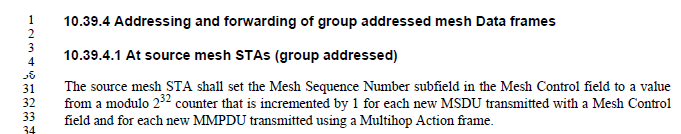 1 10.39.4 Addressing and forwarding of group addressed mesh Data frames
2
3 10.39.4.1 At source mesh STAs (group addressed)
4
31 The source mesh STA shall set the Mesh Sequence Number subfield in the Mesh Control field to a value
32 from a modulo 2³² counter that is incremented by 1 for each new MSDU transmitted with a Mesh Control
33 field and for each new MMPDU transmitted using a Multihop Action frame.
34